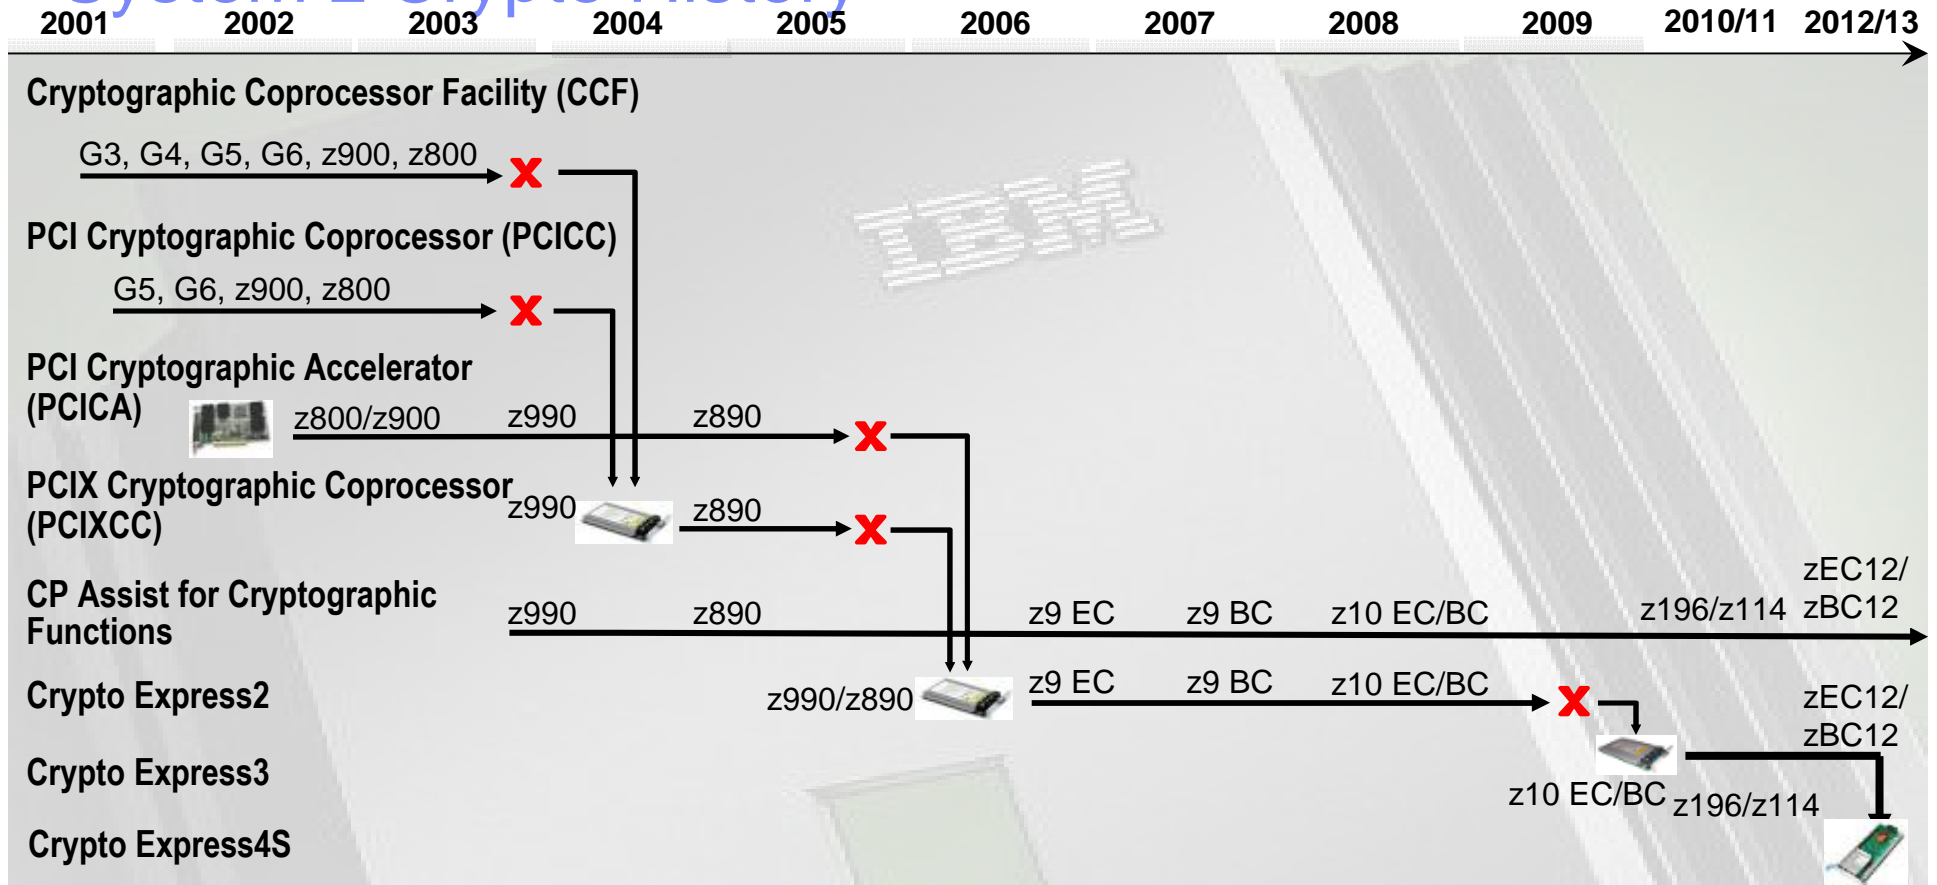 System z Crypto History
2001 2002 2003 2004 2005 2006 2007 2008 2009 2010/11 2012/13
Cryptographic Coprocessor Facility (CCF)
G3, G4, G5, G6, z900, z800
X
IBM
PCI Cryptographic Coprocessor (PCICC)
G5, G6, z900, z800
X
PCI Cryptographic Accelerator
(PCICA)
z800/z900 z990 z890
X
PCIX Cryptographic Coprocessor
(PCIXCC)
z990 z890
X
CP Assist for Cryptographic
Functions
z990 z890 z9 EC z9 BC z10 EC/BC z196/z114 zEC12/
zBC12
Crypto Express2
z990/z890 z9 EC z9 BC z10 EC/BC
X
zEC12/
zBC12
Crypto Express3
z10 EC/BC z196/z114
Crypto Express4S